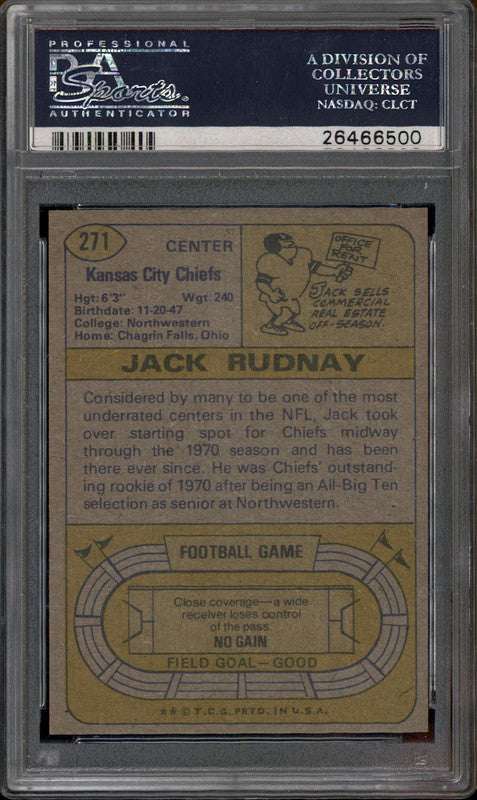 PROFESSIONAL
PSA
Sports.
AUTHENTICATOR
A DIVISION OF
COLLECTORS
UNIVERSE
NASDAQ: CLCT
26466500
271
CENTER
Kansas City Chiefs
Hgt: 6'3" Wgt: 240
Birthdate: 11-20-47
College: Northwestern
Home: Chagrin Falls, Ohio
OFFICE
FOR
RENT
JACK SELLS
COMMERCIAL
REAL ESTATE
OFF-SEASON.
JACK RUDNAY
Considered by many to be one of the most
underrated centers in the NFL, Jack took
over starting spot for Chiefs midway
through the 1970 season and has been
there ever since. He was Chiefs' outstand-
ing rookie of 1970 after being an All-Big Ten
selection as senior at Northwestern.
FOOTBALL GAME
Close coverage—a wide
receiver loses control
of the pass.
NO GAIN
FIELD GOAL—GOOD
** © T.C.G. PRTD. IN U.S.A.